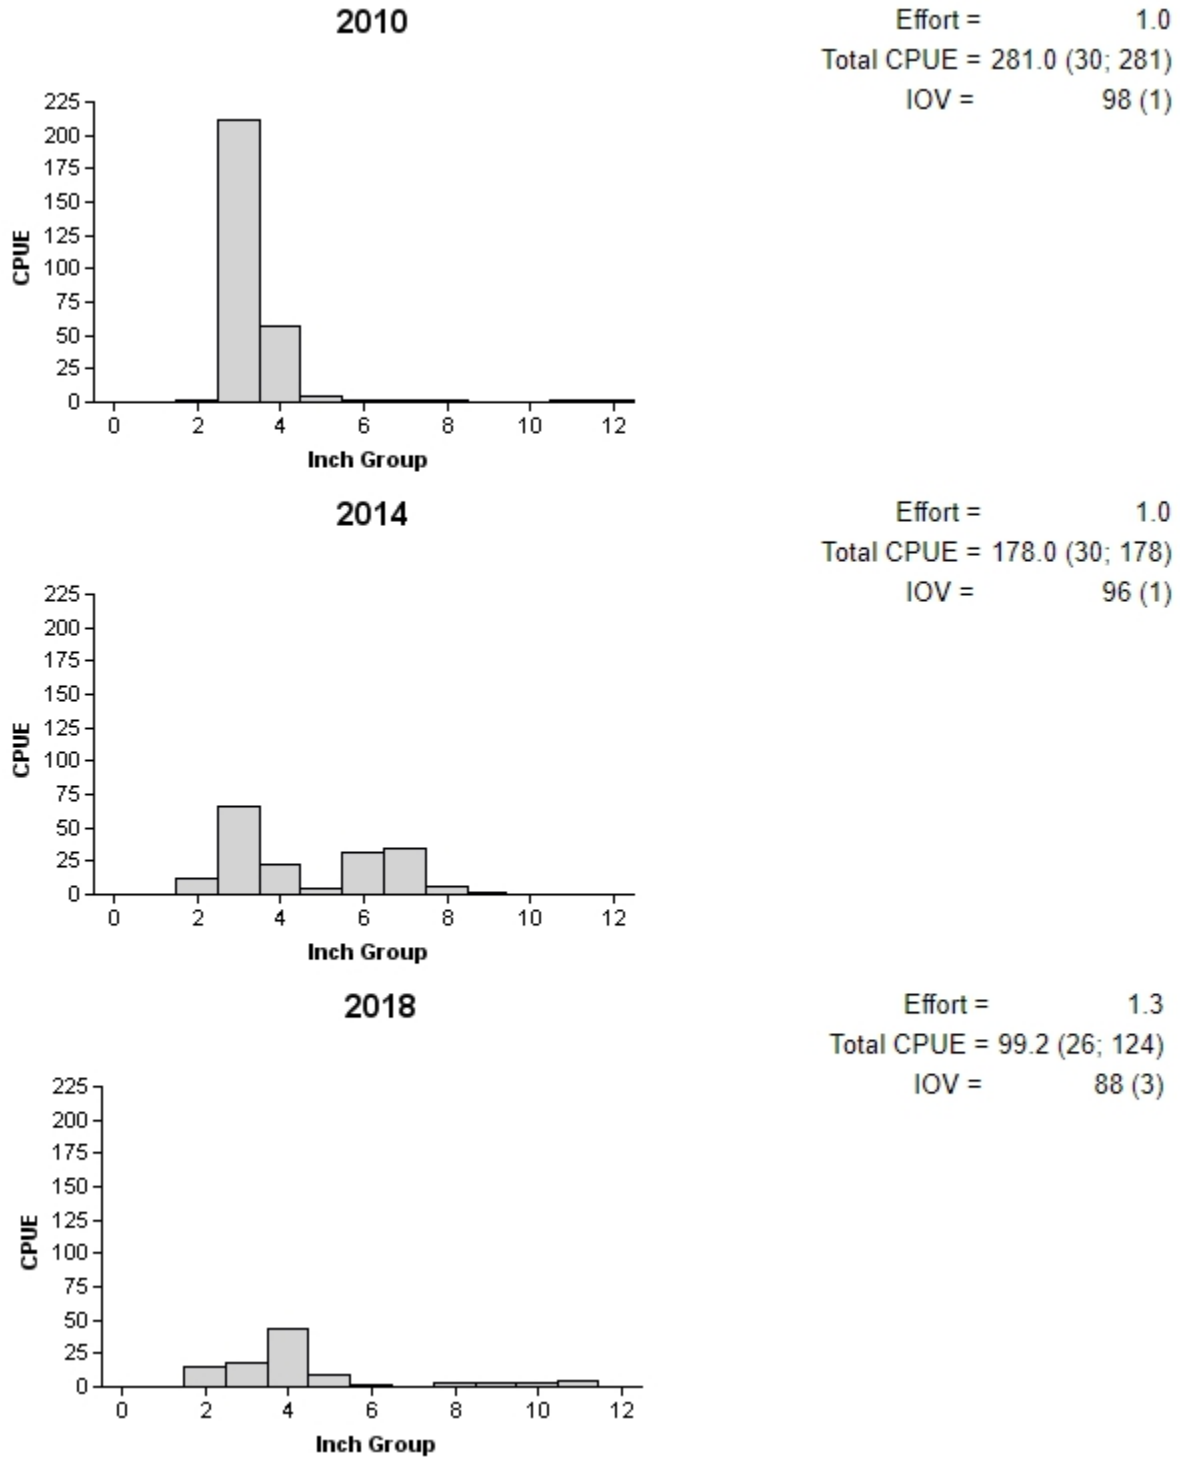 2010
Effort = 1.0
Total CPUE = 281.0 (30; 281)
IOV = 98 (1)
225
200
175
150
125
100
75
50
25
0
CPUE
0 2 4 6 8 10 12
Inch Group
2014
Effort = 1.0
Total CPUE = 178.0 (30; 178)
IOV = 96 (1)
225
200
175
150
125
100
75
50
25
0
CPUE
0 2 4 6 8 10 12
Inch Group
2018
Effort = 1.3
Total CPUE = 99.2 (26; 124)
IOV = 88 (3)
225
200
175
150
125
100
75
50
25
0
CPUE
0 2 4 6 8 10 12
Inch Group